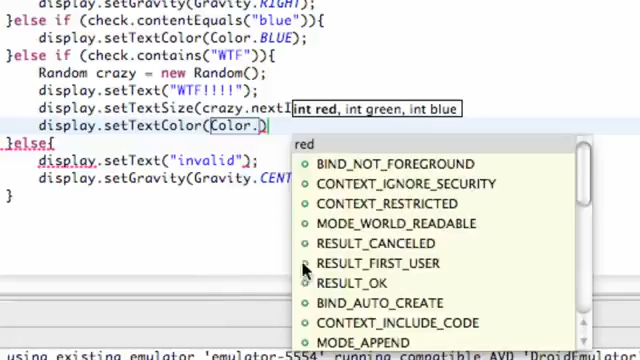 display.setGravity(Gravity.RIGHT);
}else if (check.contentEquals("blue")){
display.setTextColor(Color.BLUE);
}else if (check.contains("WTF")){
Random crazy = new Random();
display.setText("WTF!!!!");
display.setTextSize(crazy.nextI
int red, int green, int blue
display.setTextColor(Color.)
}else{
red
display.setText("invalid");
BIND_NOT_FOREGROUND
display.setGravity(Gravity.CENT
CONTEXT_IGNORE_SECURITY
}
CONTEXT_RESTRICTED
MODE_WORLD_READABLE
RESULT_CANCELED
RESULT_FIRST_USER
RESULT_OK
BIND_AUTO_CREATE
CONTEXT_INCLUDE_CODE
MODE_APPEND
using existing emulator 'emulator-5554' running compatible AVD 'DroidEmulator